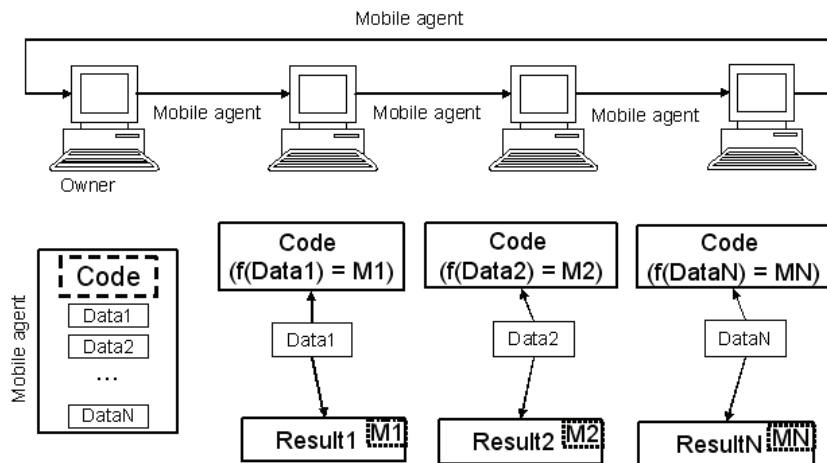 Mobile agent
Mobile agent
Mobile agent
Mobile agent
Owner
Mobile agent
Code
Data1
Data2
...
DataN
Code
(f(Data1) = M1)
Data1
Result1
M1
Code
(f(Data2) = M2)
Data2
Result2
M2
Code
(f(DataN) = MN)
DataN
ResultN
MN